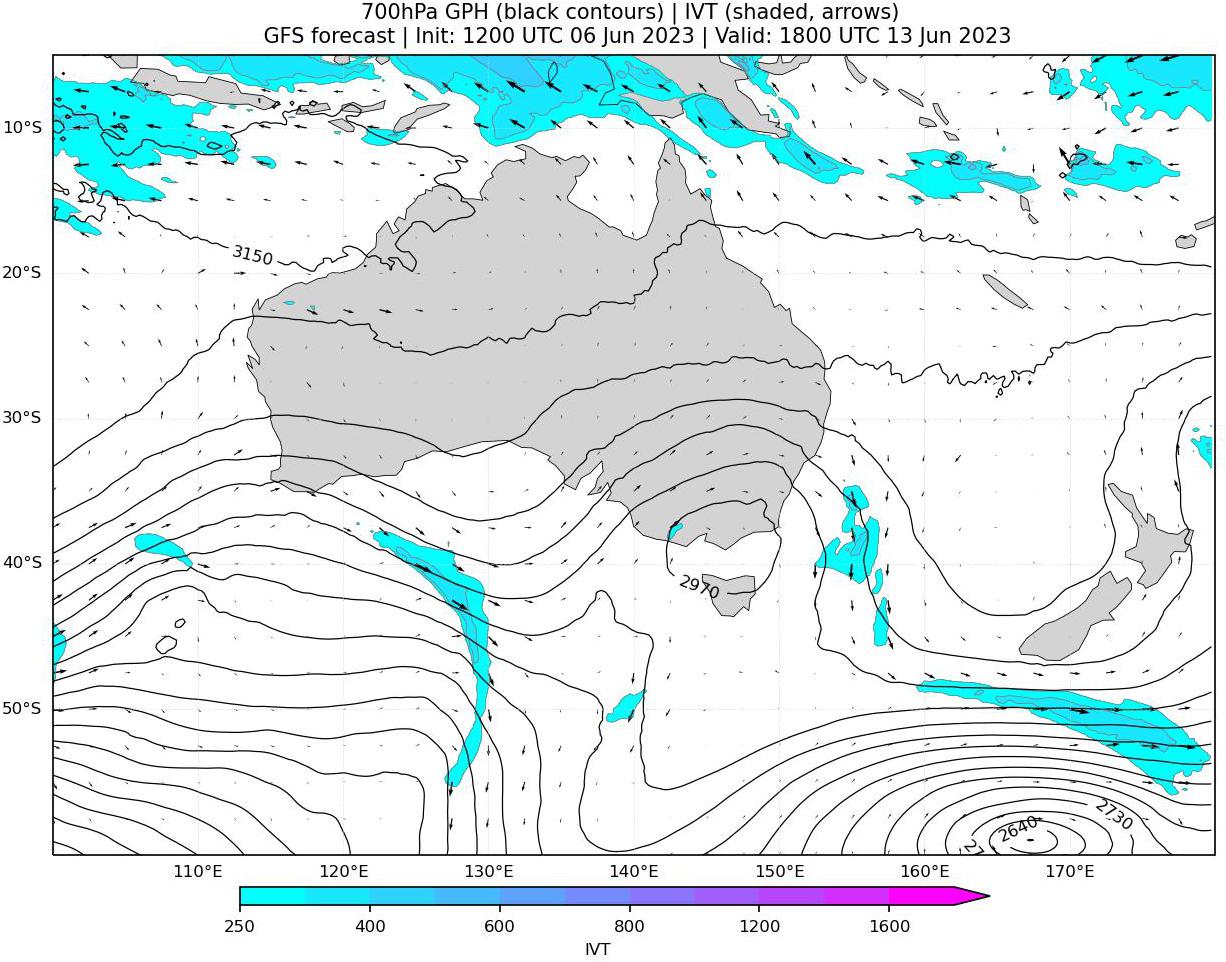 700hPa GPH (black contours) | IVT (shaded, arrows)
GFS forecast | Init: 1200 UTC 06 Jun 2023 | Valid: 1800 UTC 13 Jun 2023
10°S
3150
20°S
30°S
40°S
2970
50°S
2730
2640
110°E 120°E 130°E 140°E 150°E 160°E 170°E
250 400 600 800 1200 1600
IVT